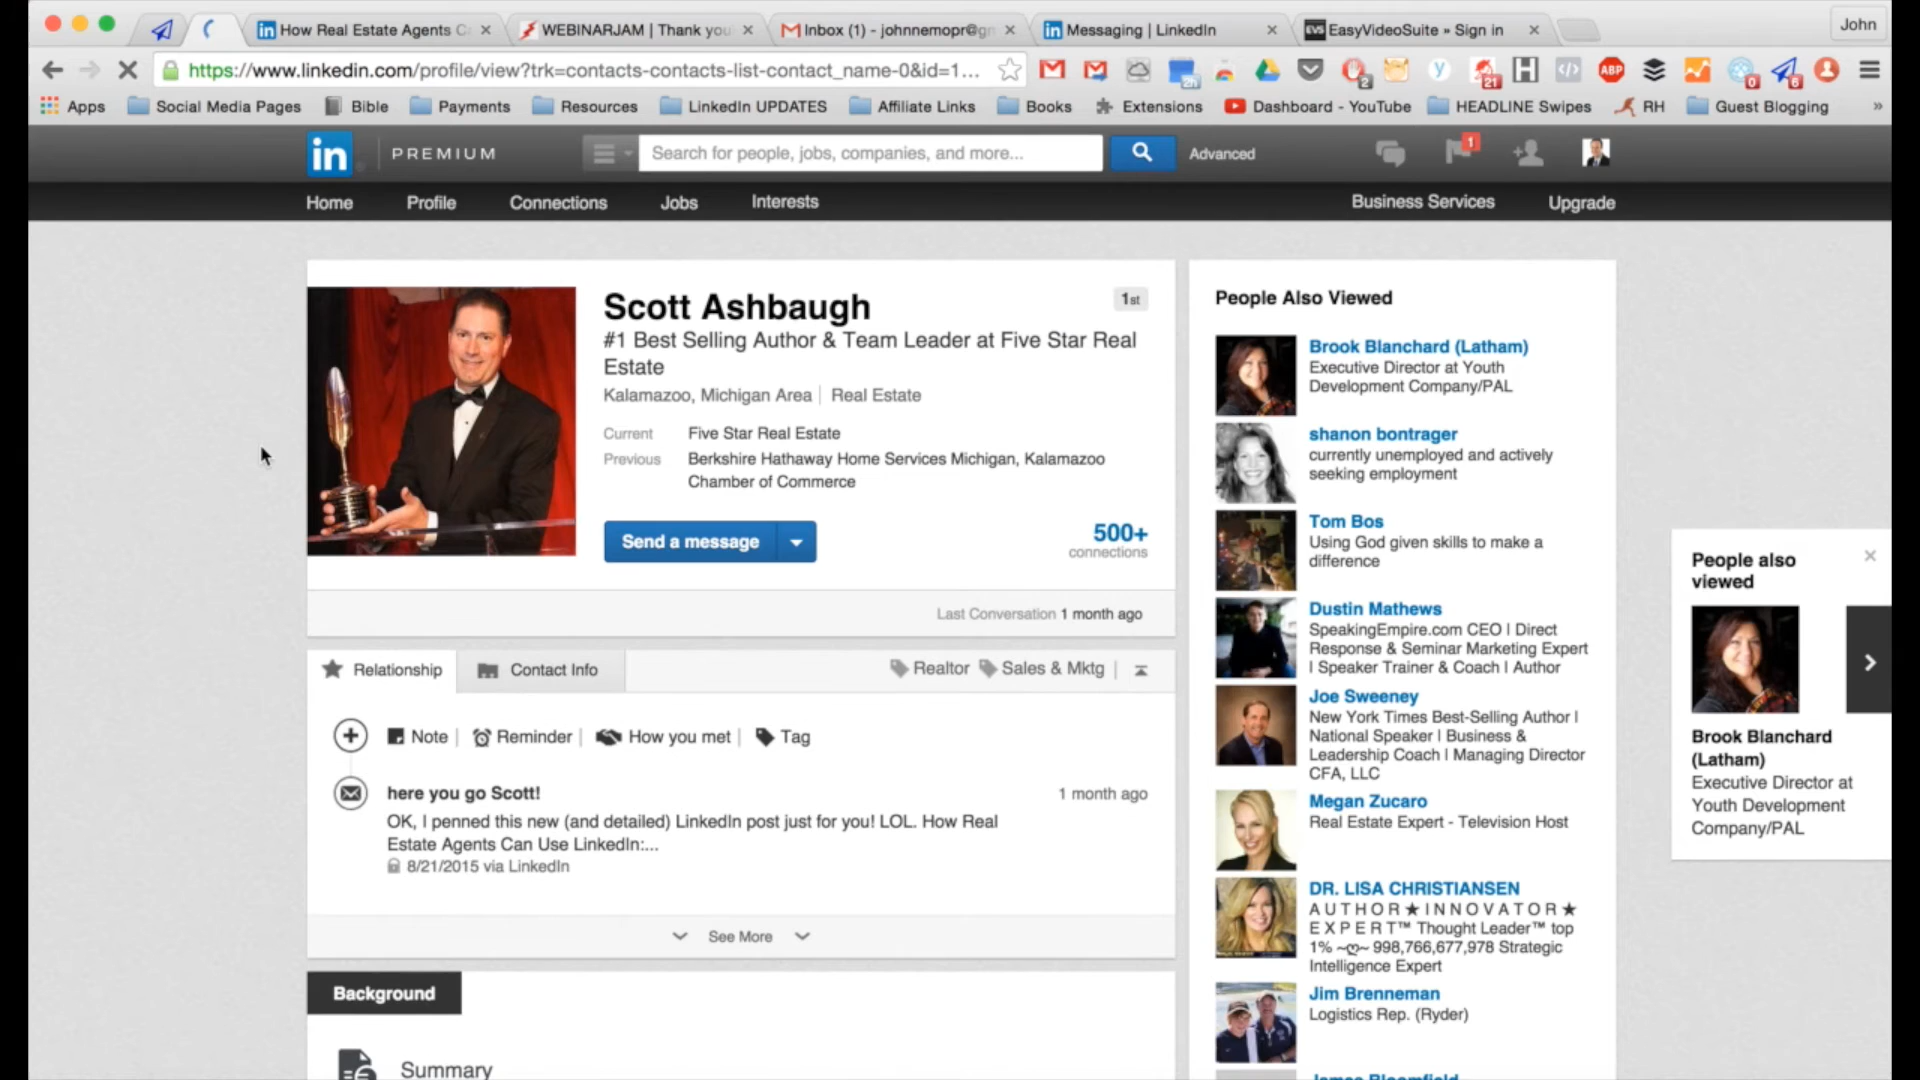 How Real Estate Agents C
WEBINARJAM | Thank you
Inbox (1) - johnnemopr@g
Messaging | LinkedIn
EVS
EasyVideoSuite » Sign in
John
https://www.linkedin.com/profile/view?trk=contacts-contacts-list-contact_name-0&id=1...
2
21
ABP
0
6
Apps
Social Media Pages
Bible
Payments
Resources
LinkedIn UPDATES
Affiliate Links
Books
Extensions
Dashboard - YouTube
HEADLINE Swipes
RH
Guest Blogging
»
in
PREMIUM
Search for people, jobs, companies, and more...
Advanced
1
Home
Profile
Connections
Jobs
Interests
Business Services
Upgrade
Scott Ashbaugh
1st
#1 Best Selling Author & Team Leader at Five Star Real
Estate
Kalamazoo, Michigan Area | Real Estate
Current Five Star Real Estate
Previous Berkshire Hathaway Home Services Michigan, Kalamazoo
Chamber of Commerce
Send a message
500+
connections
Last Conversation 1 month ago
Relationship
Contact Info
Realtor
Sales & Mktg
Note
Reminder
How you met
Tag
here you go Scott!
1 month ago
OK, I penned this new (and detailed) LinkedIn post just for you! LOL. How Real
Estate Agents Can Use LinkedIn:...
8/21/2015 via LinkedIn
See More
Background
Summary
People Also Viewed
Brook Blanchard (Latham)
Executive Director at Youth
Development Company/PAL
shanon bontrager
currently unemployed and actively
seeking employment
Tom Bos
Using God given skills to make a
difference
Dustin Mathews
SpeakingEmpire.com CEO | Direct
Response & Seminar Marketing Expert
| Speaker Trainer & Coach | Author
Joe Sweeney
New York Times Best-Selling Author |
National Speaker | Business &
Leadership Coach | Managing Director
CFA, LLC
Megan Zucaro
Real Estate Expert - Television Host
DR. LISA CHRISTIANSEN
A U T H O R ★ I N N O V A T O R ★
E X P E R T™ Thought Leader™ top
1% ~ღ~ 998,766,677,978 Strategic
Intelligence Expert
Jim Brenneman
Logistics Rep. (Ryder)
People also
viewed
Brook Blanchard
(Latham)
Executive Director at
Youth Development
Company/PAL